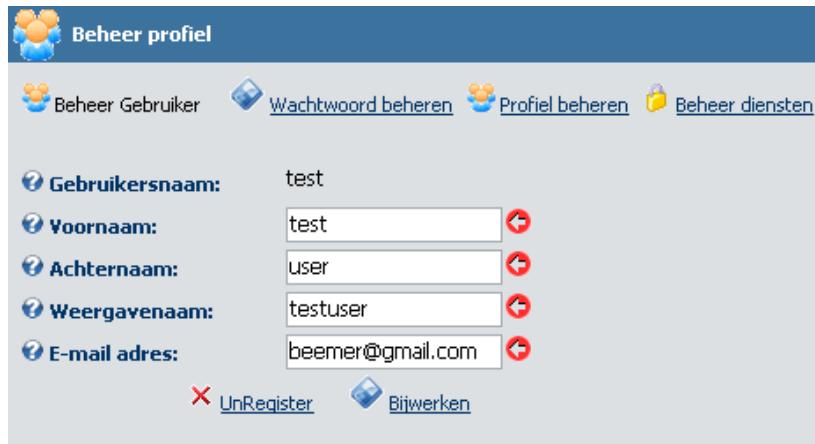 Beheer profiel
Beheer Gebruiker Wachtwoord beheren Profiel beheren Beheer diensten
Gebruikersnaam: test
Voornaam: test
Achternaam: user
Weergavenaam: testuser
E-mail adres: beemer@gmail.com
UnRegister Bijwerken